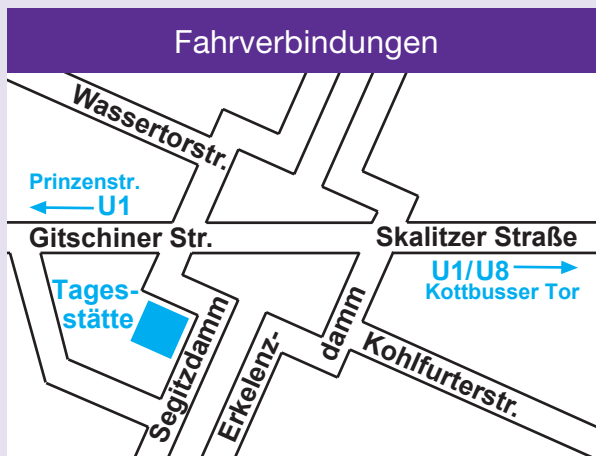 Fahrverbindungen
Wassertorstr.
Prinzenstr.
U1
Gitschiner Str.
Skalitzer Straße
U1/U8
Kottbusser Tor
Tages-
stätte
Segitzdamm
Erkelenz-
damm
Kohlfurterstr.